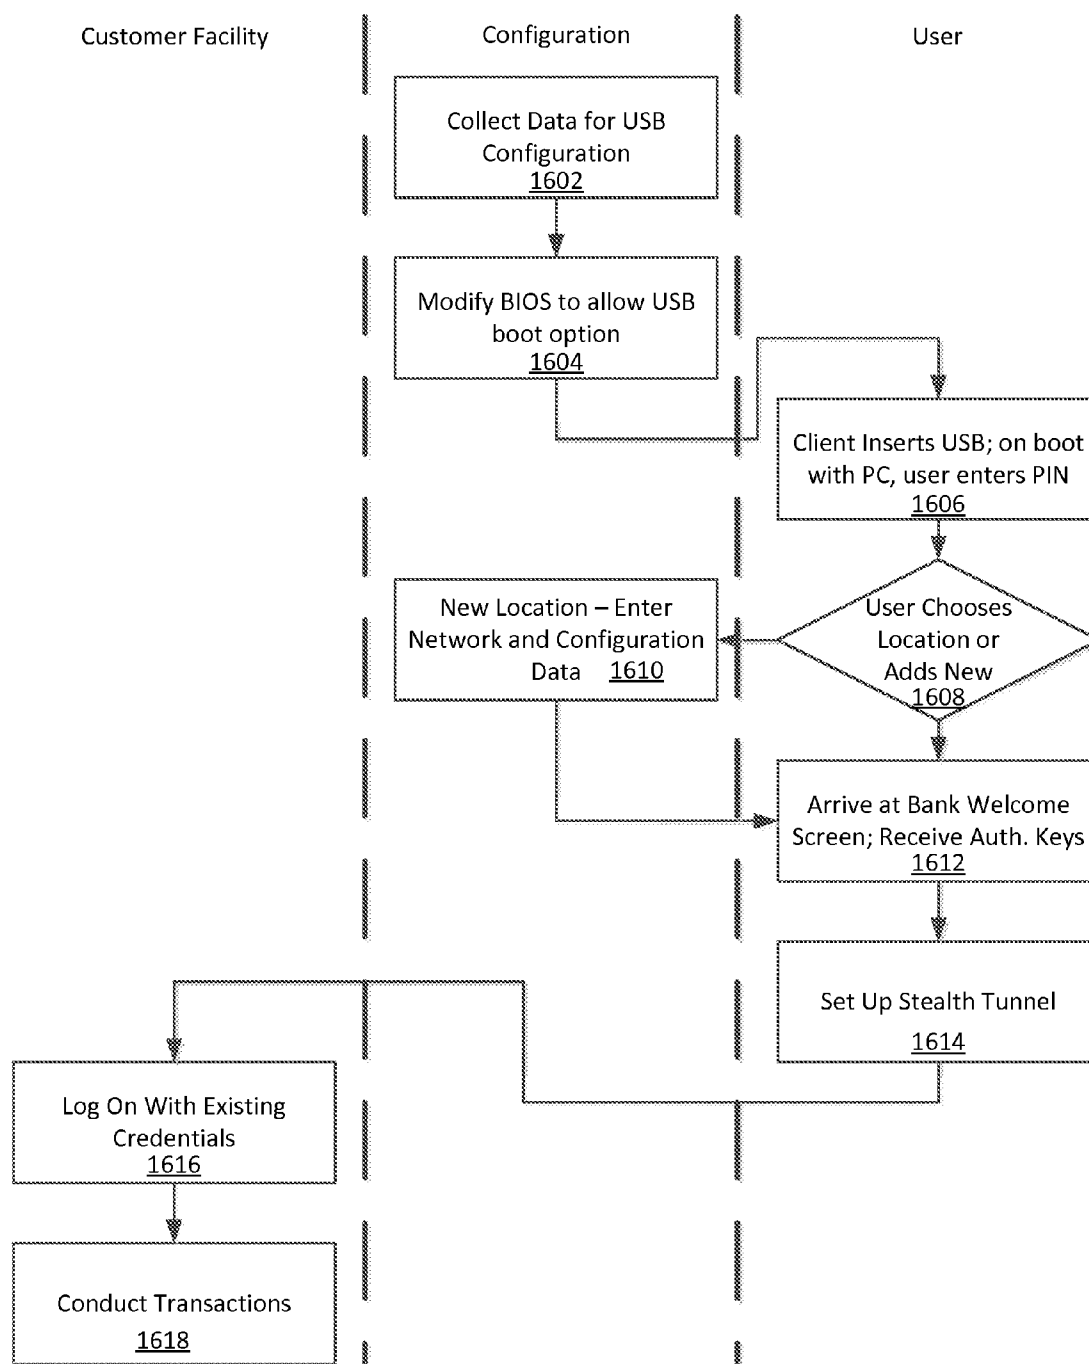 Customer Facility
Configuration
User
Collect Data for USB
Configuration
1602
Modify BIOS to allow USB
boot option
1604
Client Inserts USB; on boot
with PC, user enters PIN
1606
User Chooses
Location or
Adds New
1608
New Location – Enter
Network and Configuration
Data 1610
Arrive at Bank Welcome
Screen; Receive Auth. Keys
1612
Set Up Stealth Tunnel
1614
Log On With Existing
Credentials
1616
Conduct Transactions
1618